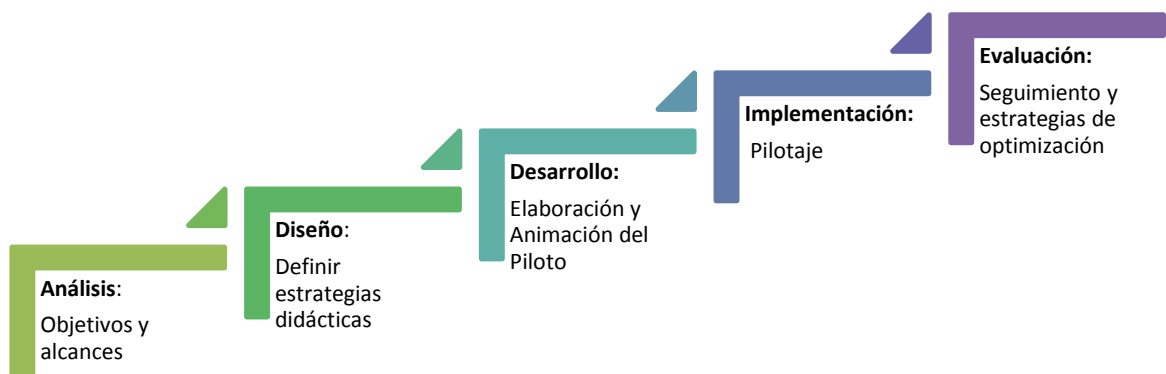 Análisis:
Objetivos y
alcances
Diseño:
Definir
estrategias
didácticas
Desarrollo:
Elaboración y
Animación del
Piloto
Implementación:
Pilotaje
Evaluación:
Seguimiento y
estrategias de
optimización